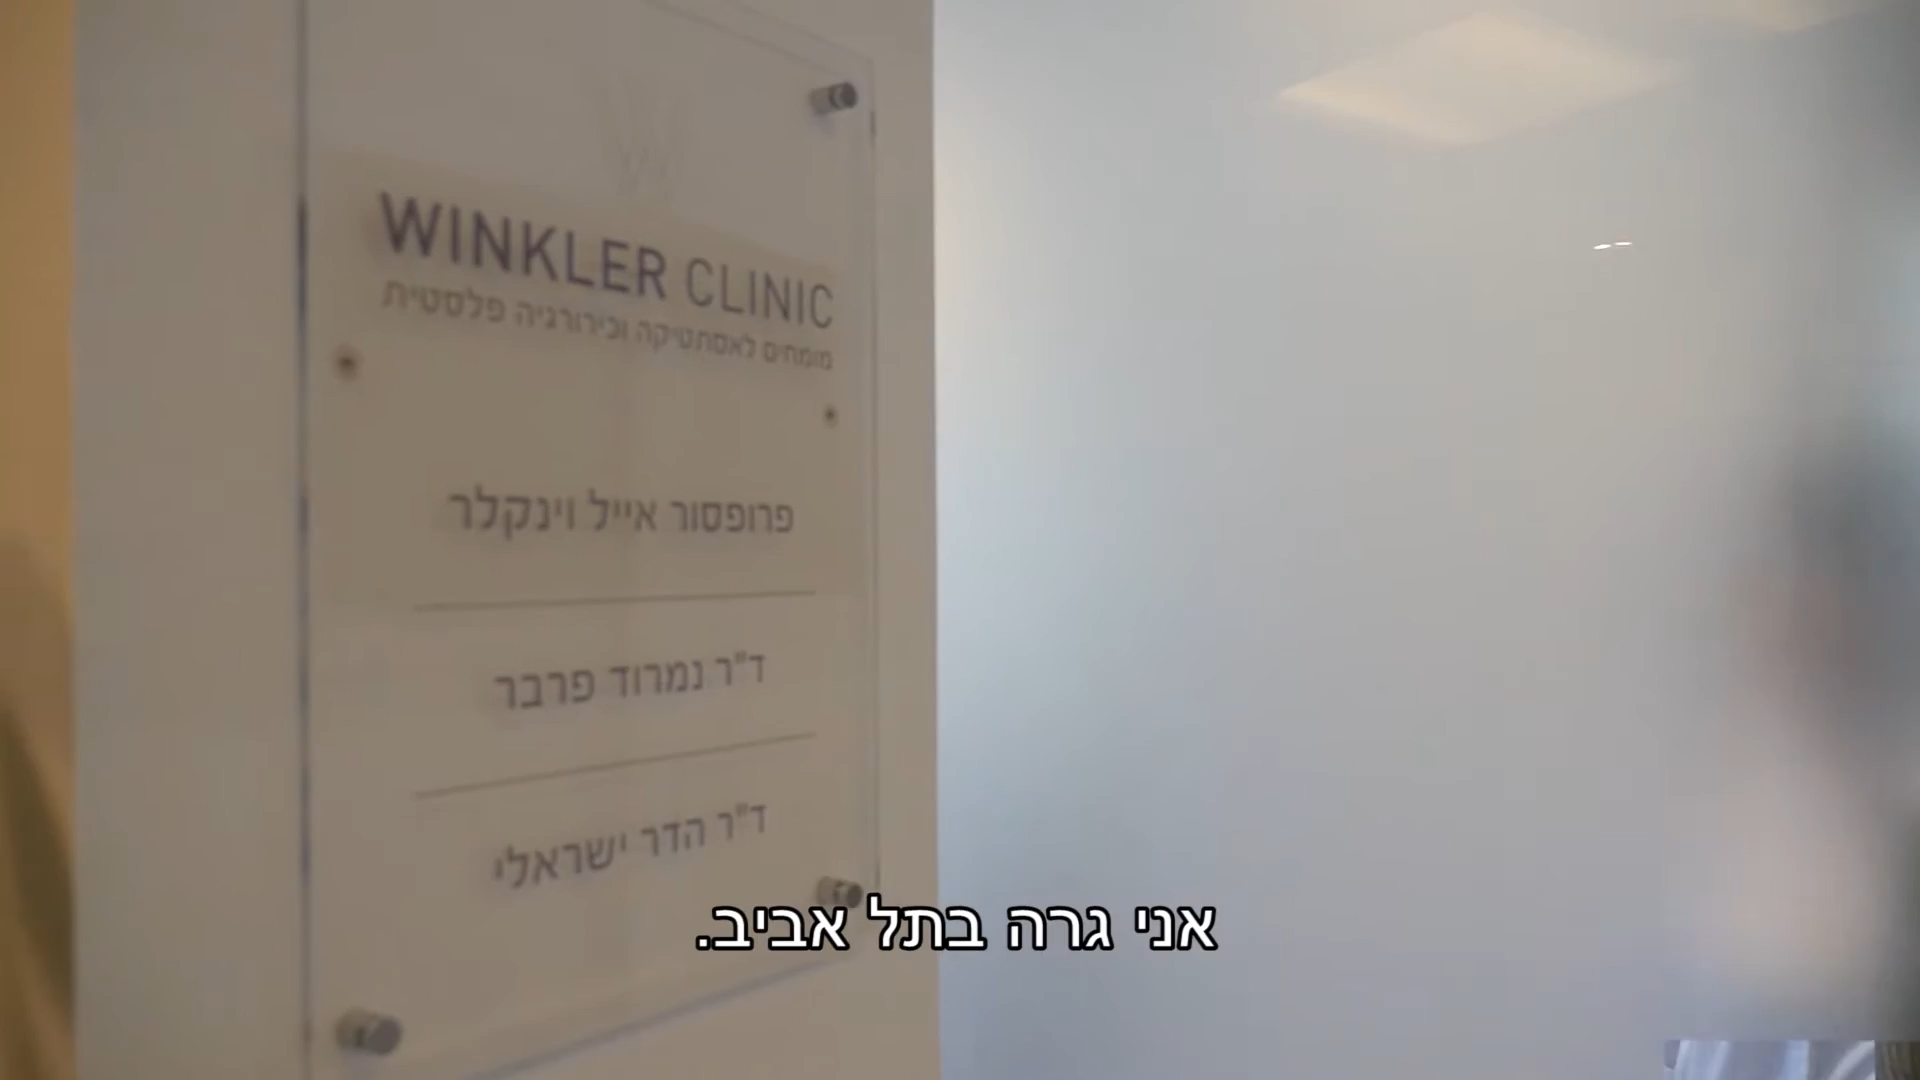 WINKLER CLINIC
מומחים לאסתטיקה וכירורגיה פלסטית
פרופסור אייל וינקלר
ד"ר נמרוד פרבר
ד"ר הדר ישראלי
אני גרה בתל אביב.